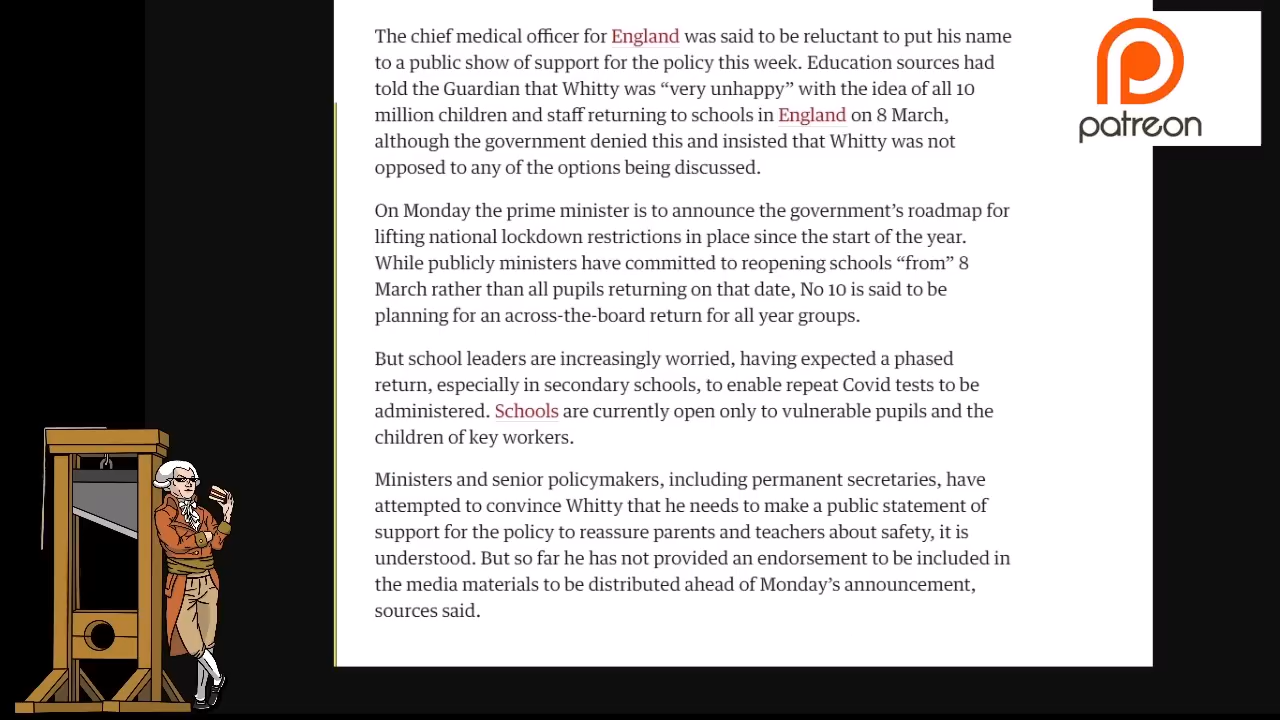 The chief medical officer for England was said to be reluctant to put his name
to a public show of support for the policy this week. Education sources had
told the Guardian that Whitty was “very unhappy” with the idea of all 10
million children and staff returning to schools in England on 8 March,
although the government denied this and insisted that Whitty was not
opposed to any of the options being discussed.
On Monday the prime minister is to announce the government’s roadmap for
lifting national lockdown restrictions in place since the start of the year.
While publicly ministers have committed to reopening schools “from” 8
March rather than all pupils returning on that date, No 10 is said to be
planning for an across-the-board return for all year groups.
But school leaders are increasingly worried, having expected a phased
return, especially in secondary schools, to enable repeat Covid tests to be
administered. Schools are currently open only to vulnerable pupils and the
children of key workers.
Ministers and senior policymakers, including permanent secretaries, have
attempted to convince Whitty that he needs to make a public statement of
support for the policy to reassure parents and teachers about safety, it is
understood. But so far he has not provided an endorsement to be included in
the media materials to be distributed ahead of Monday’s announcement,
sources said.
patreon